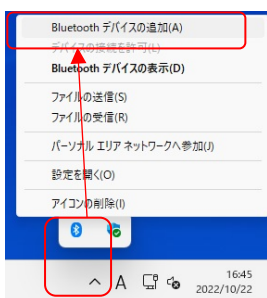 Bluetooth デバイスの追加(A)
デバイスの接続を許可(L)
Bluetooth デバイスの表示(D)
ファイルの送信(S)
ファイルの受信(R)
パーソナル エリア ネットワークへ参加(J)
設定を開く(O)
アイコンの削除(I)
A
16:45
2022/10/22